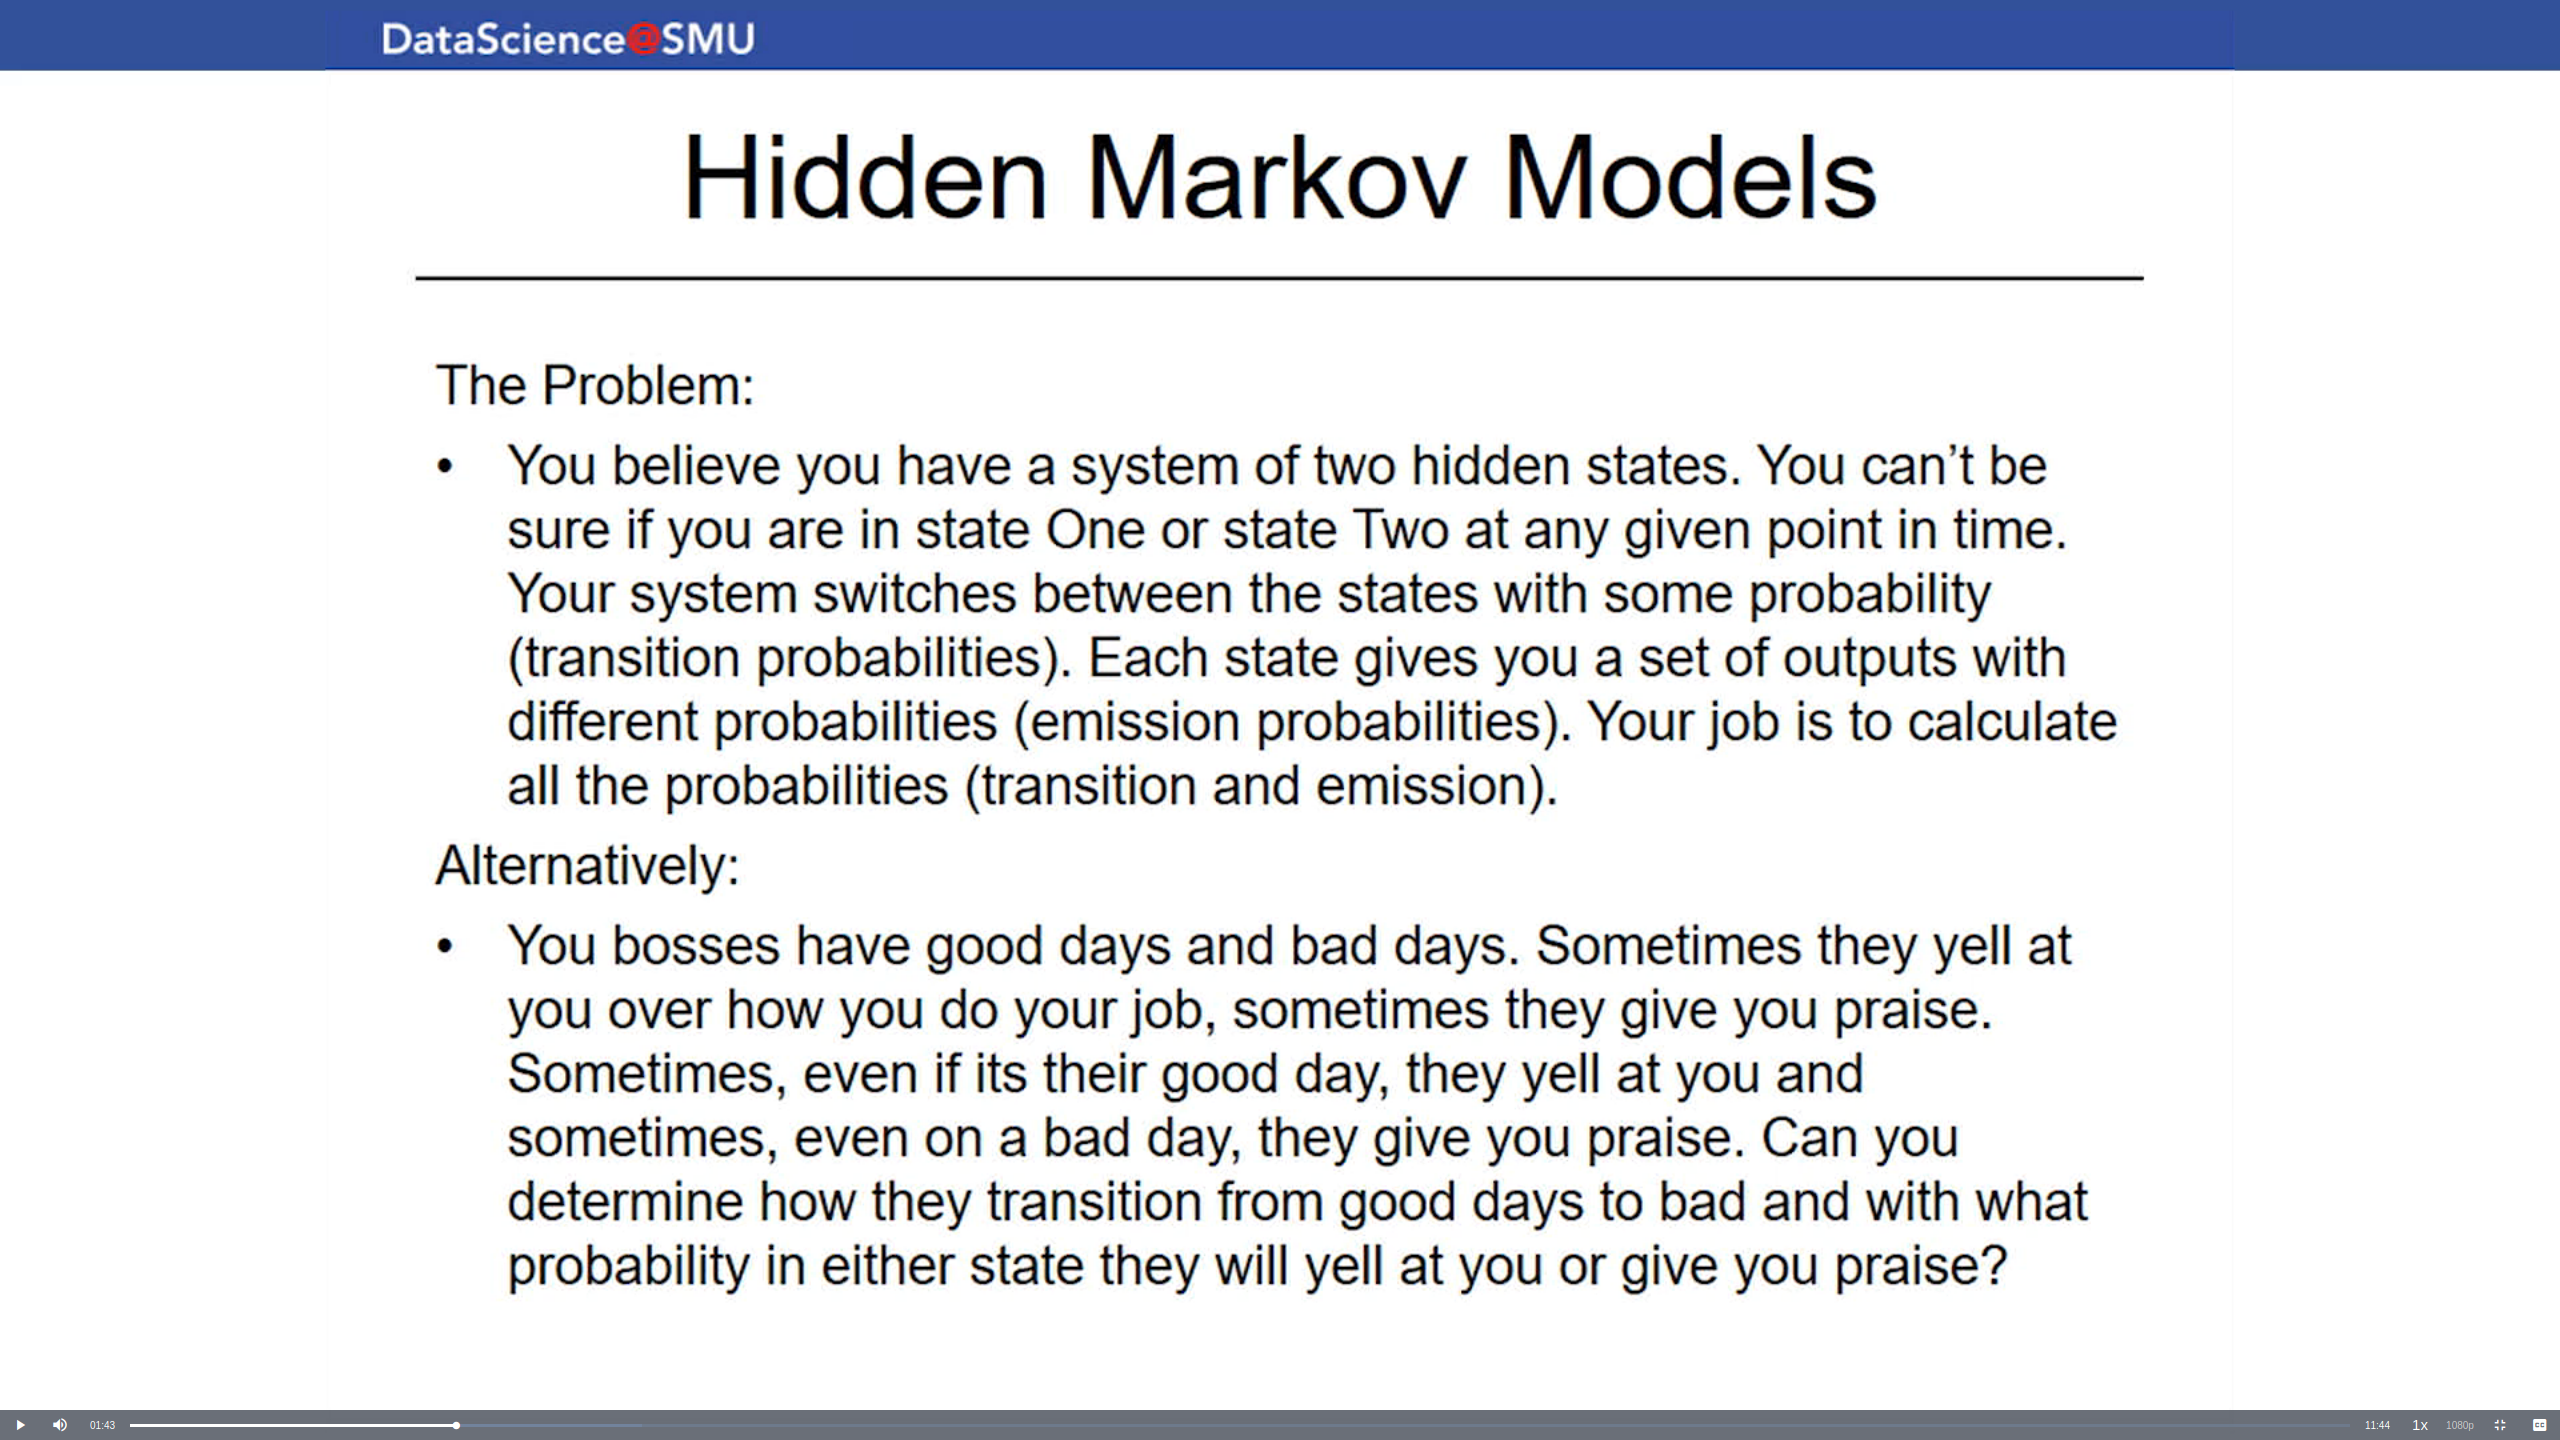 DataScience@SMU
Hidden Markov Models
The Problem:
• You believe you have a system of two hidden states. You can’t be
sure if you are in state One or state Two at any given point in time.
Your system switches between the states with some probability
(transition probabilities). Each state gives you a set of outputs with
different probabilities (emission probabilities). Your job is to calculate
all the probabilities (transition and emission).
Alternatively:
• You bosses have good days and bad days. Sometimes they yell at
you over how you do your job, sometimes they give you praise.
Sometimes, even if its their good day, they yell at you and
sometimes, even on a bad day, they give you praise. Can you
determine how they transition from good days to bad and with what
probability in either state they will yell at you or give you praise?
01:43 11:44 1x 1080p CC